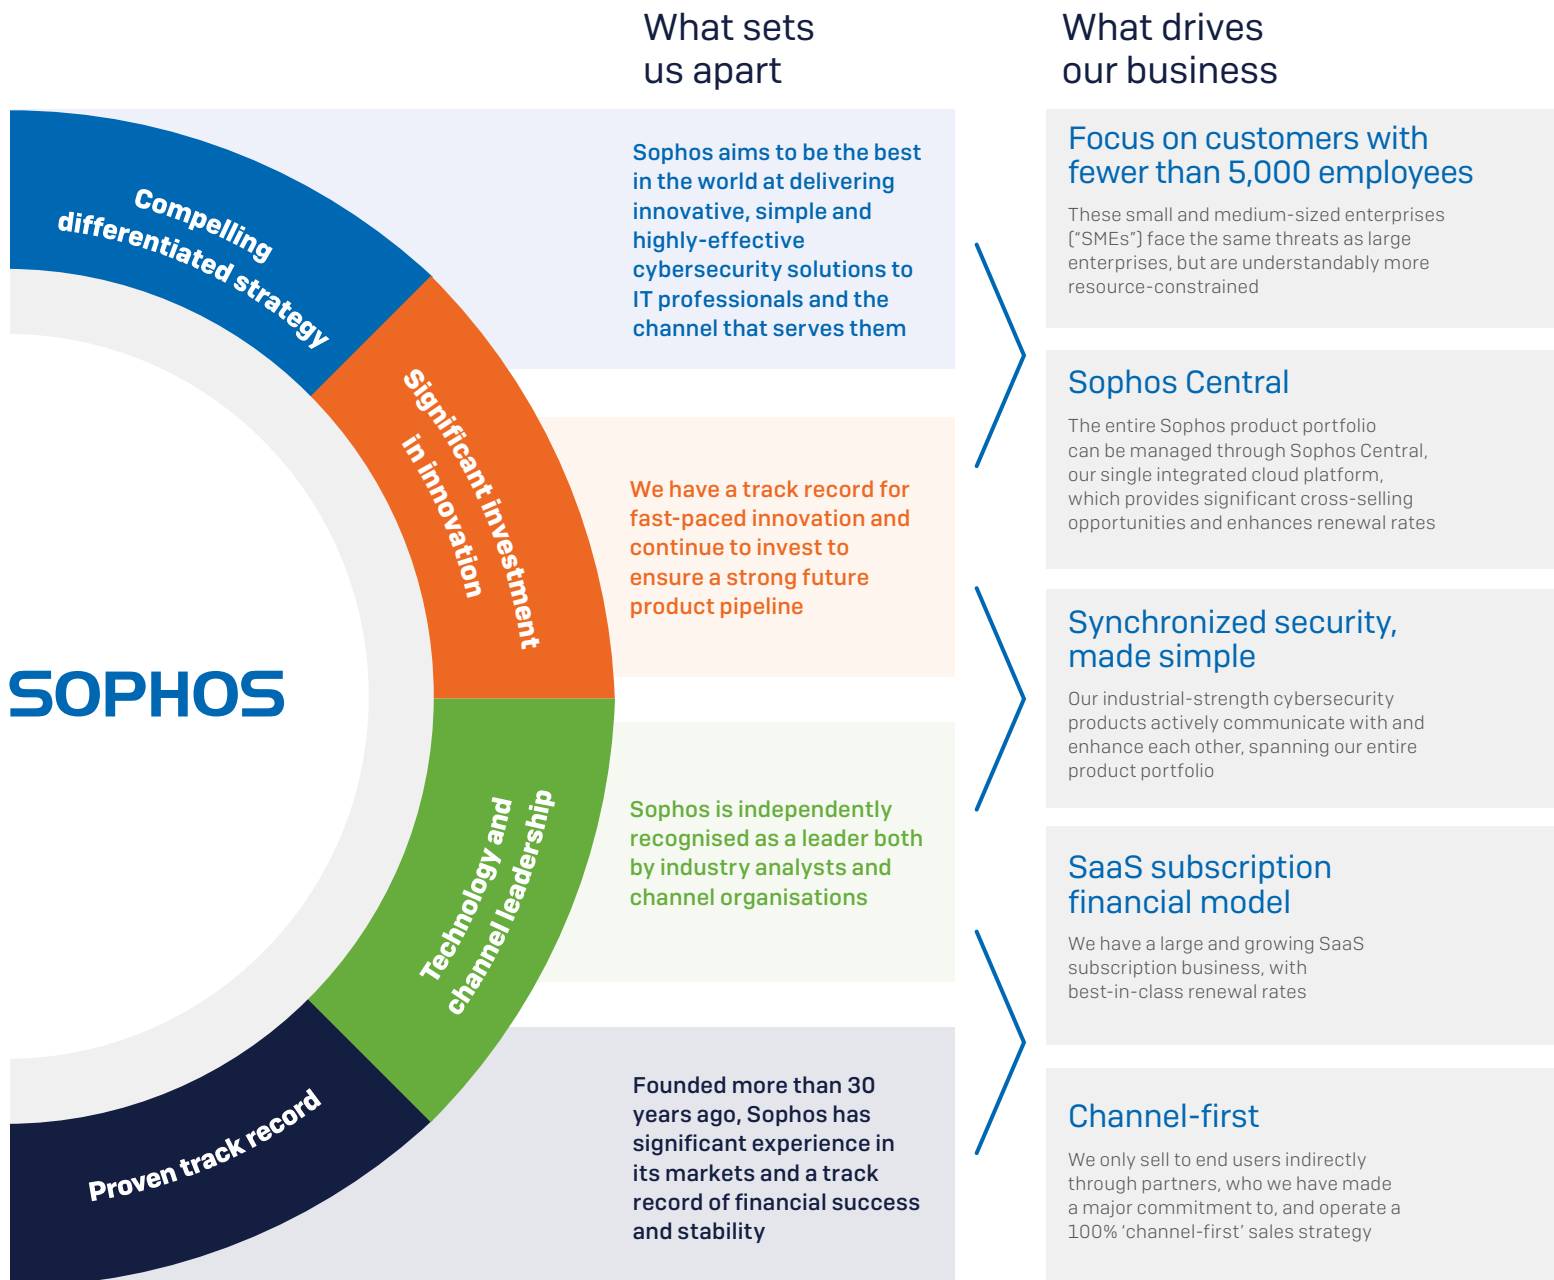 What sets
us apart
What drives
our business
Compelling
differentiated strategy
Significant investment
in innovation
SOPHOS
Technology and
channel leadership
Proven track record
Sophos aims to be the best
in the world at delivering
innovative, simple and
highly-effective
cybersecurity solutions to
IT professionals and the
channel that serves them
We have a track record for
fast-paced innovation and
continue to invest to
ensure a strong future
product pipeline
Sophos is independently
recognised as a leader both
by industry analysts and
channel organisations
Founded more than 30
years ago, Sophos has
significant experience in
its markets and a track
record of financial success
and stability
Focus on customers with
fewer than 5,000 employees
These small and medium-sized enterprises
(“SMEs”) face the same threats as large
enterprises, but are understandably more
resource-constrained
Sophos Central
The entire Sophos product portfolio
can be managed through Sophos Central,
our single integrated cloud platform,
which provides significant cross-selling
opportunities and enhances renewal rates
Synchronized security,
made simple
Our industrial-strength cybersecurity
products actively communicate with and
enhance each other, spanning our entire
product portfolio
SaaS subscription
financial model
We have a large and growing SaaS
subscription business, with
best-in-class renewal rates
Channel-first
We only sell to end users indirectly
through partners, who we have made
a major commitment to, and operate a
100% ‘channel-first’ sales strategy